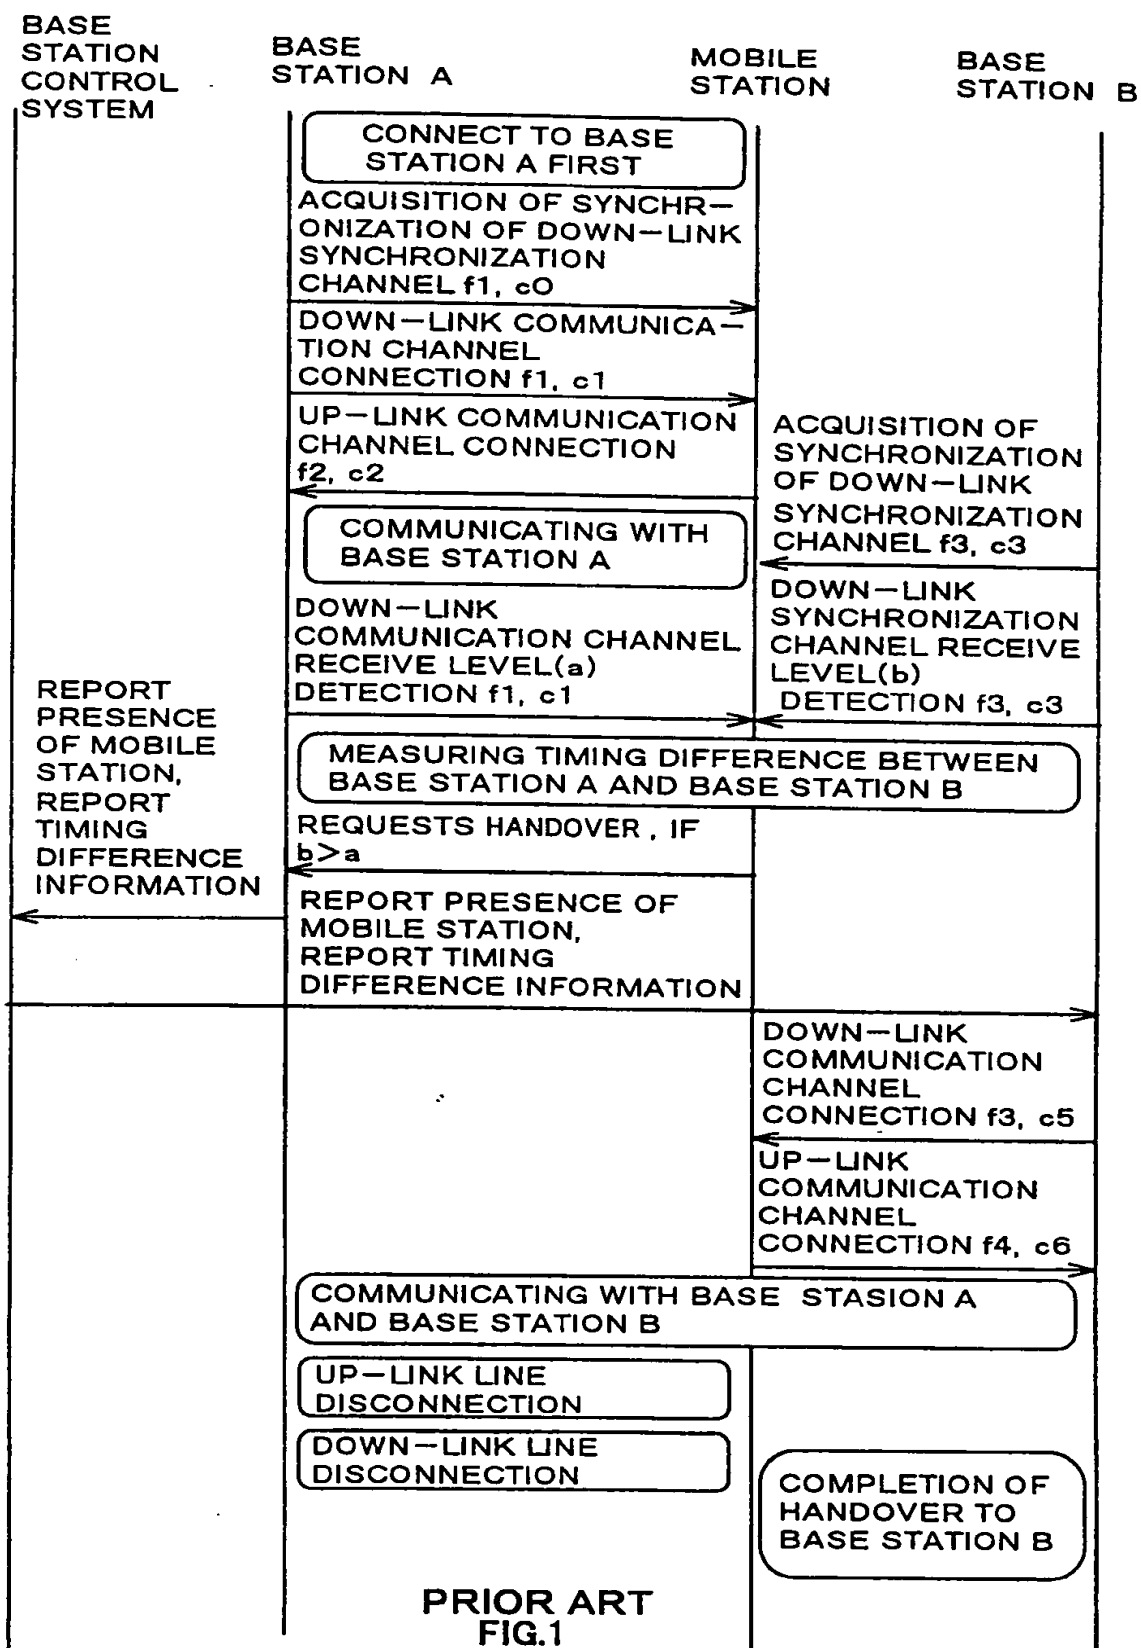 BASE
STATION
CONTROL
SYSTEM
BASE
STATION A
MOBILE
STATION
BASE
STATION B
CONNECT TO BASE
STATION A FIRST
ACQUISITION OF SYNCHR-
ONIZATION OF DOWN-LINK
SYNCHRONIZATION
CHANNEL f1, c0
DOWN-LINK COMMUNICA-
TION CHANNEL
CONNECTION f1, c1
UP-LINK COMMUNICATION
CHANNEL CONNECTION
f2, c2
ACQUISITION OF
SYNCHRONIZATION
OF DOWN-LINK
SYNCHRONIZATION
CHANNEL f3, c3
COMMUNICATING WITH
BASE STATION A
DOWN-LINK
COMMUNICATION CHANNEL
RECEIVE LEVEL(a)
DETECTION f1, c1
DOWN-LINK
SYNCHRONIZATION
CHANNEL RECEIVE
LEVEL(b)
DETECTION f3, c3
REPORT
PRESENCE
OF MOBILE
STATION,
REPORT
TIMING
DIFFERENCE
INFORMATION
MEASURING TIMING DIFFERENCE BETWEEN
BASE STATION A AND BASE STATION B
REQUESTS HANDOVER, IF
b>a
REPORT PRESENCE OF
MOBILE STATION,
REPORT TIMING
DIFFERENCE INFORMATION
DOWN-LINK
COMMUNICATION
CHANNEL
CONNECTION f3, c5
UP-LINK
COMMUNICATION
CHANNEL
CONNECTION f4, c6
COMMUNICATING WITH BASE STASION A
AND BASE STATION B
UP-LINK LINE
DISCONNECTION
DOWN-LINK LINE
DISCONNECTION
COMPLETION OF
HANDOVER TO
BASE STATION B
PRIOR ART
FIG.1